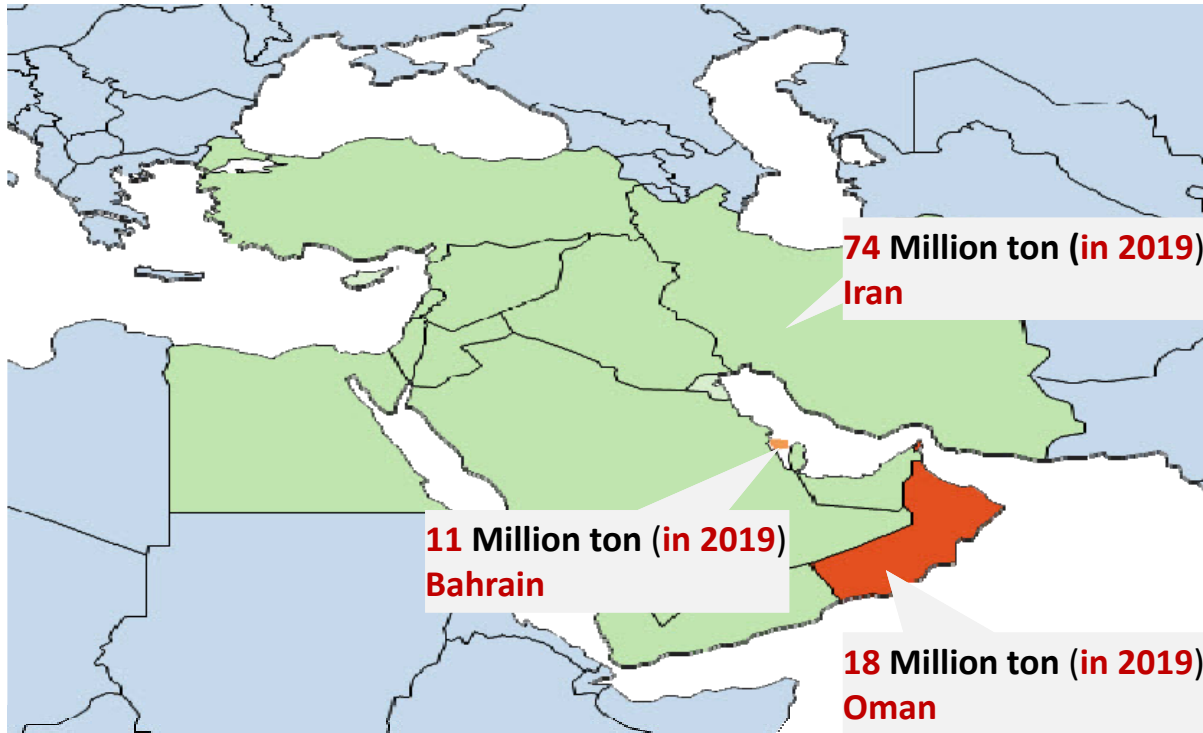 74 Million ton (in 2019)
Iran
11 Million ton (in 2019)
Bahrain
18 Million ton (in 2019)
Oman